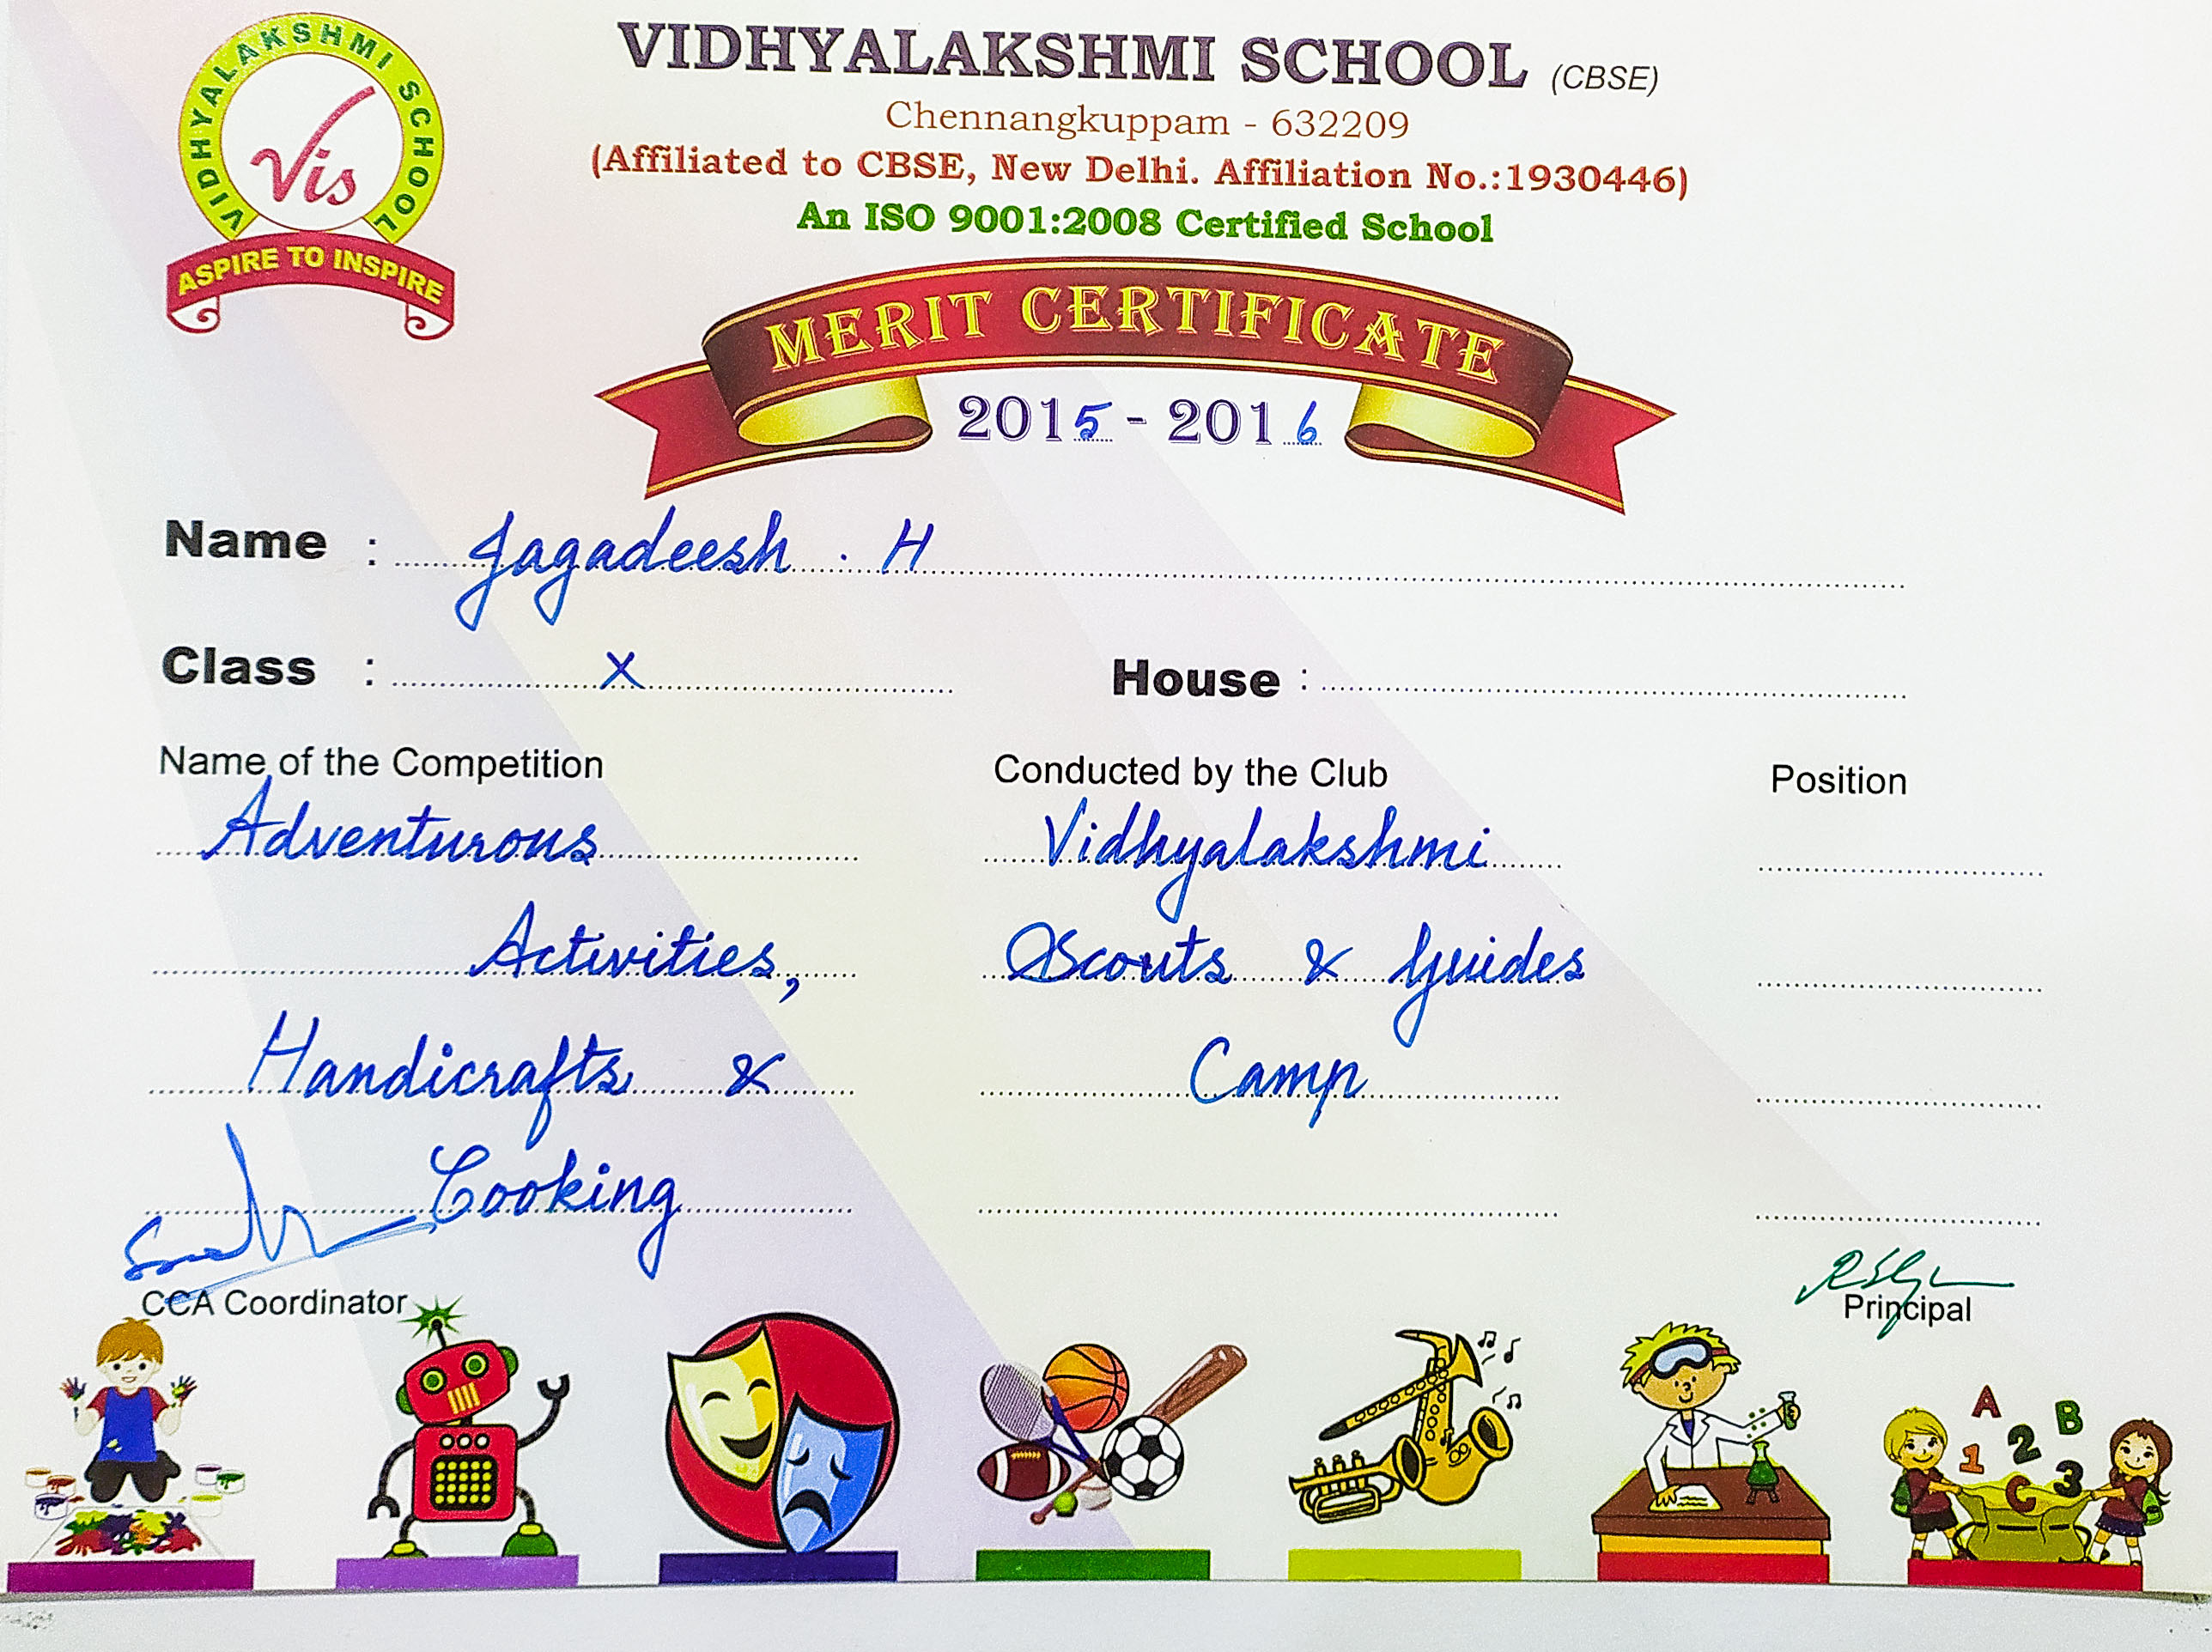 VIDHYALAKSHMI SCHOOL
Vis
ASPIRE TO INSPIRE
VIDHYALAKSHMI SCHOOL (CBSE)
Chennangkuppam - 632209
(Affiliated to CBSE, New Delhi. Affiliation No.:1930446)
An ISO 9001:2008 Certified School
MERIT CERTIFICATE
2015 - 2016
Name : Jagadeesh . H
Class : X House :
Name of the Competition Conducted by the Club Position
Adventurous Vidhyalakshmi
Activities, Scouts & Guides
Handicrafts & Camp
Cooking
CCA Coordinator Principal
A B
1 2 3
C